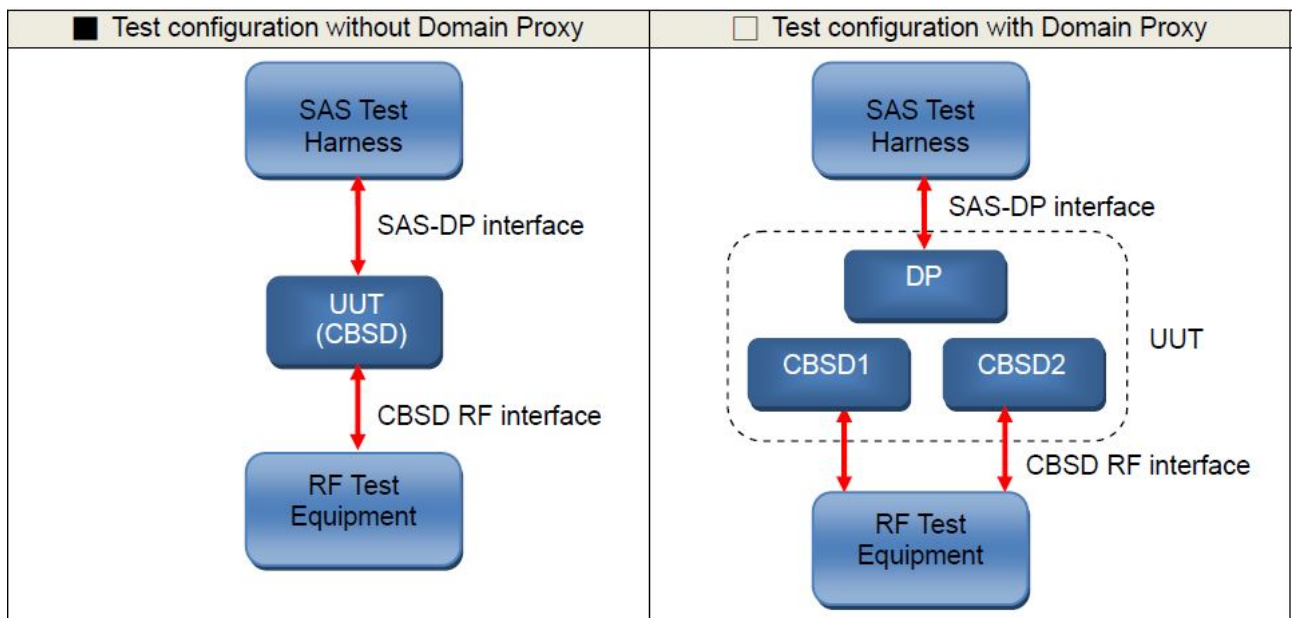 ■ Test configuration without Domain Proxy
SAS Test
Harness
SAS-DP interface
UUT
(CBSD)
CBSD RF interface
RF Test
Equipment
□ Test configuration with Domain Proxy
SAS Test
Harness
SAS-DP interface
DP
UUT
CBSD1
CBSD2
CBSD RF interface
RF Test
Equipment